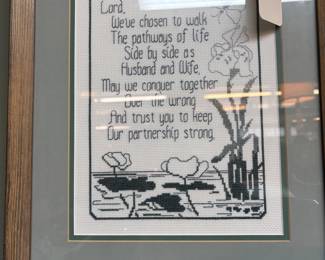 Lord,
We've chosen to walk
The pathways of life
Side by side as
Husband and Wife,
May we conquer together
Over the wrong
And trust you to keep
Our partnership strong.